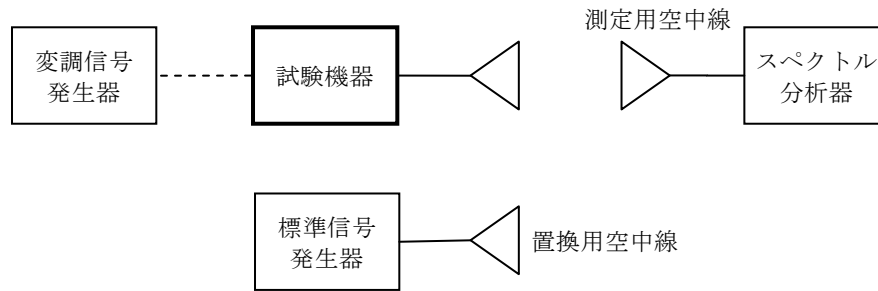 測定用空中線
変調信号
発生器
試験機器
スペクトル
分析器
標準信号
発生器
置換用空中線